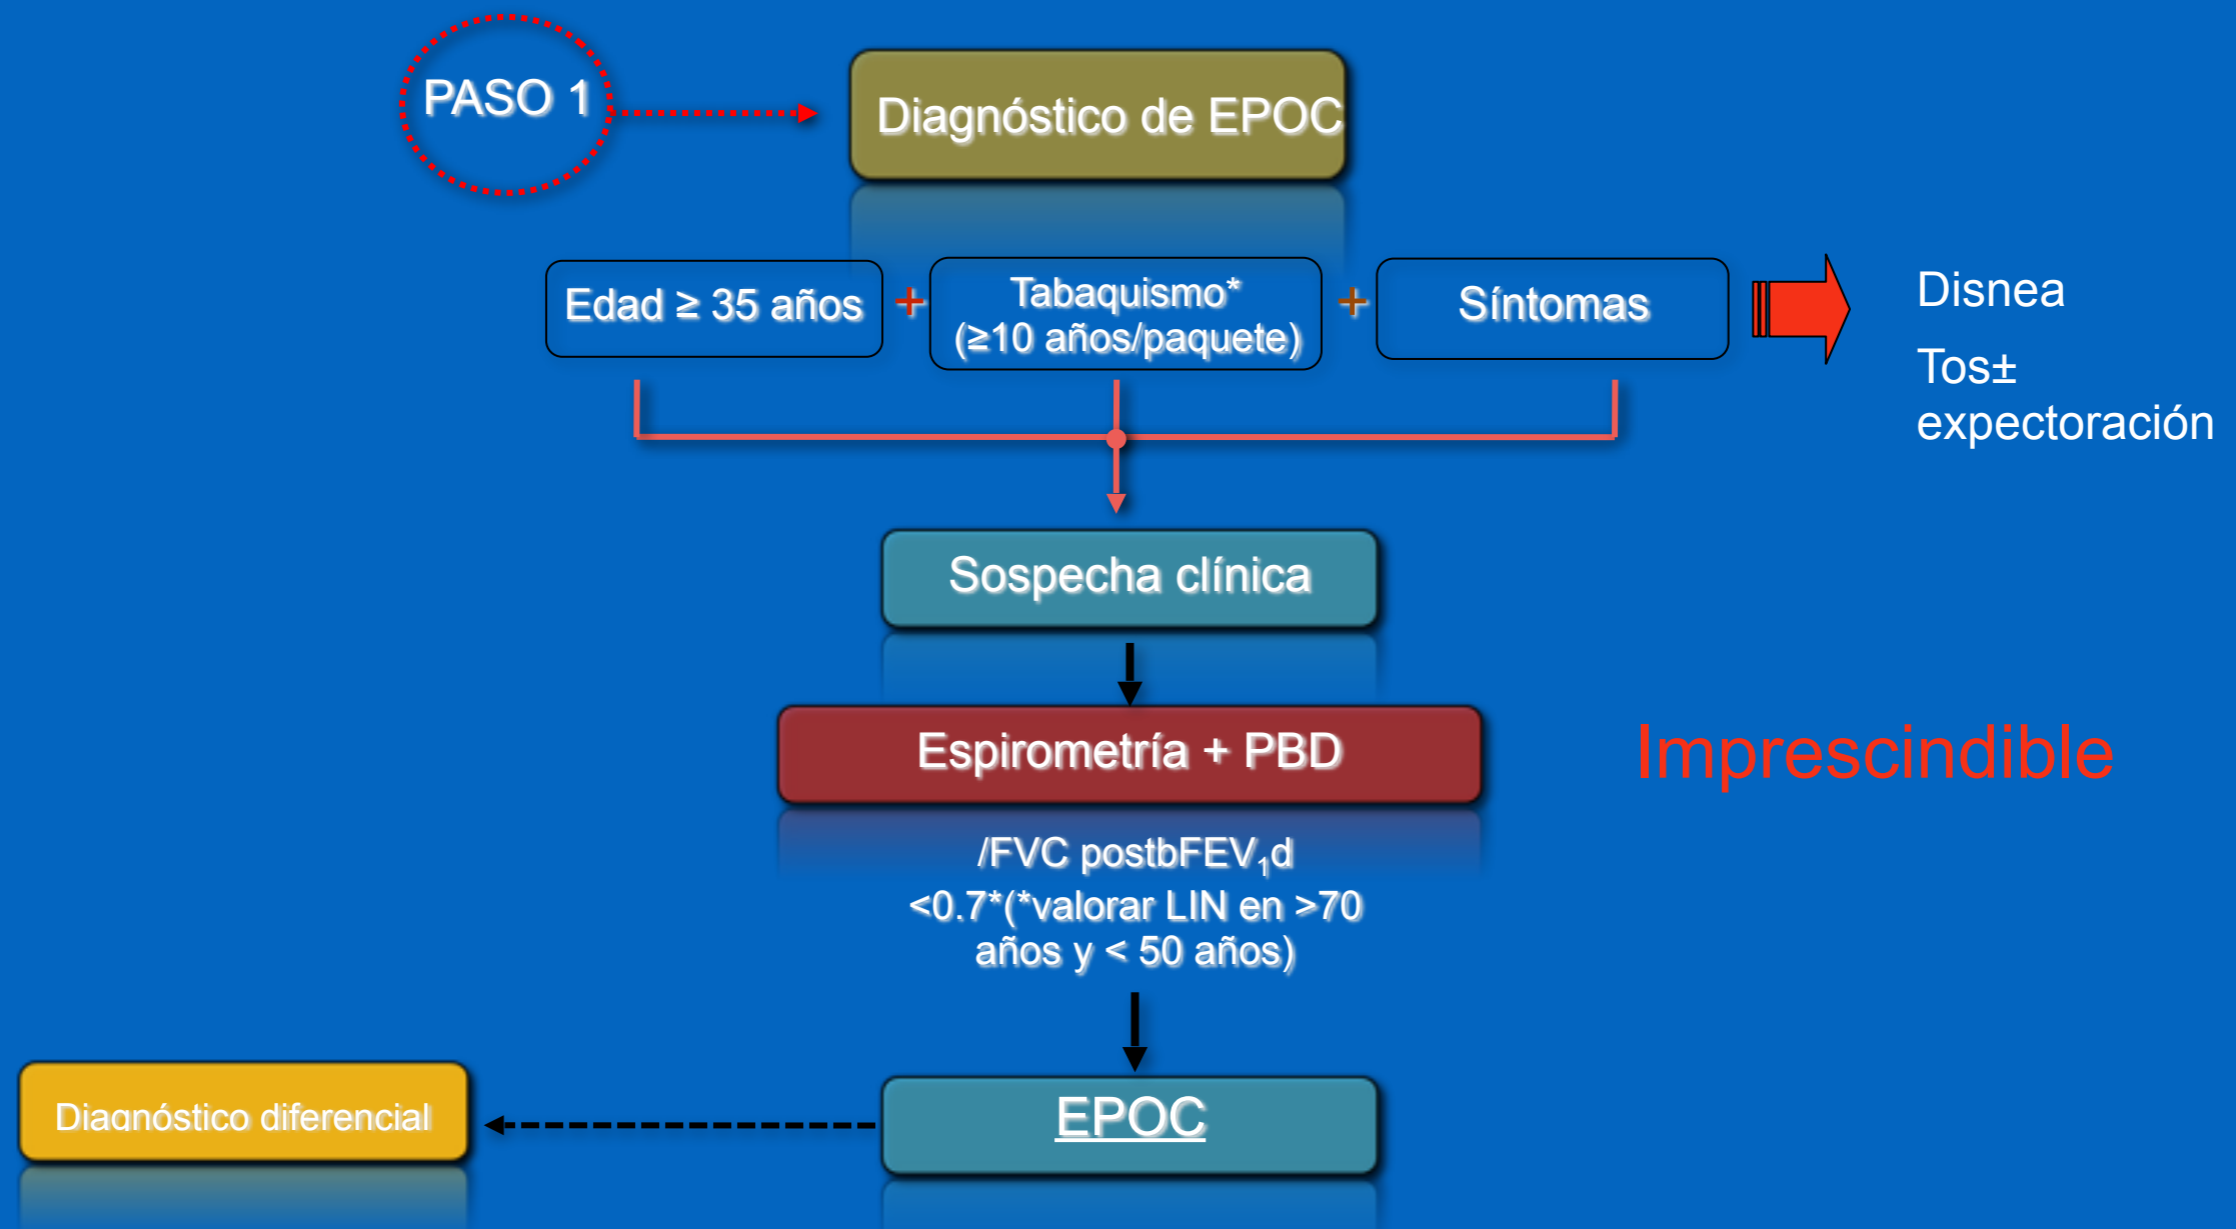 PASO 1
Diagnóstico de EPOC
Edad ≥ 35 años
+
Tabaquismo*
(≥10 años/paquete)
+
Síntomas
Disnea
Tos±
expectoración
Sospecha clínica
Espirometría + PBD
Imprescindible
/FVC postbFEV₁d
<0.7*(*valorar LIN en >70
años y < 50 años)
EPOC
Diagnóstico diferencial